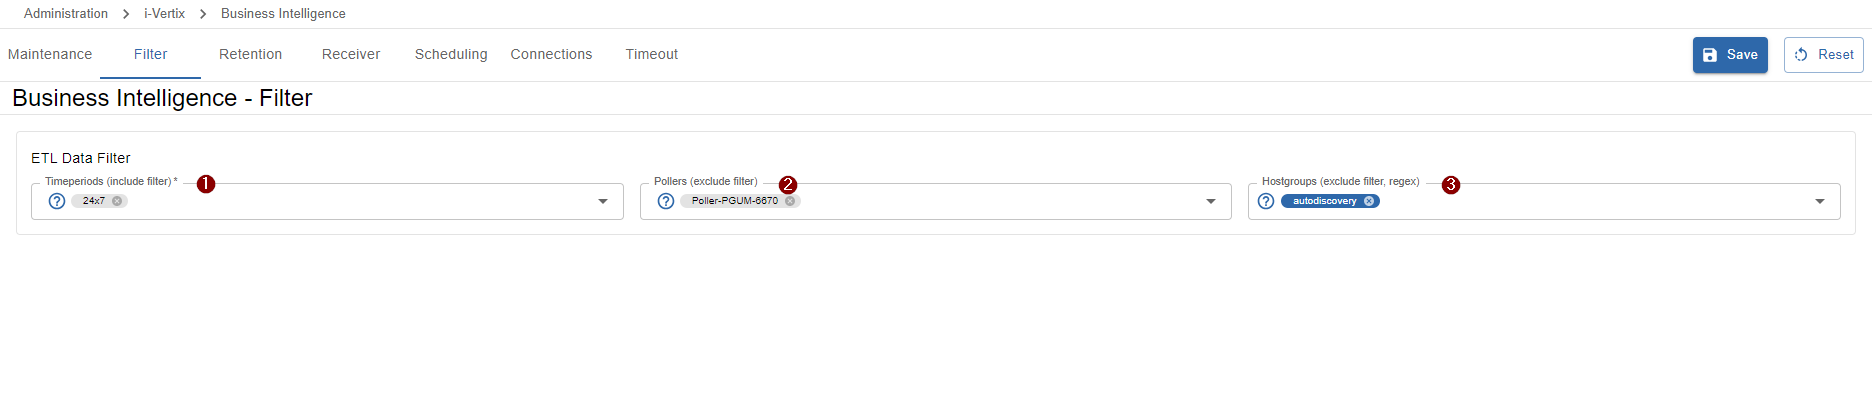 Administration > i-Vertix > Business Intelligence
Maintenance Filter Retention Receiver Scheduling Connections Timeout Save Reset
Business Intelligence - Filter
ETL Data Filter
Timeperiods (include filter) * 1 Pollers (exclude filter) 2 Hostgroups (exclude filter, regex) 3
? 24x7 ? Poller-PGUM-6670 ? autodiscovery